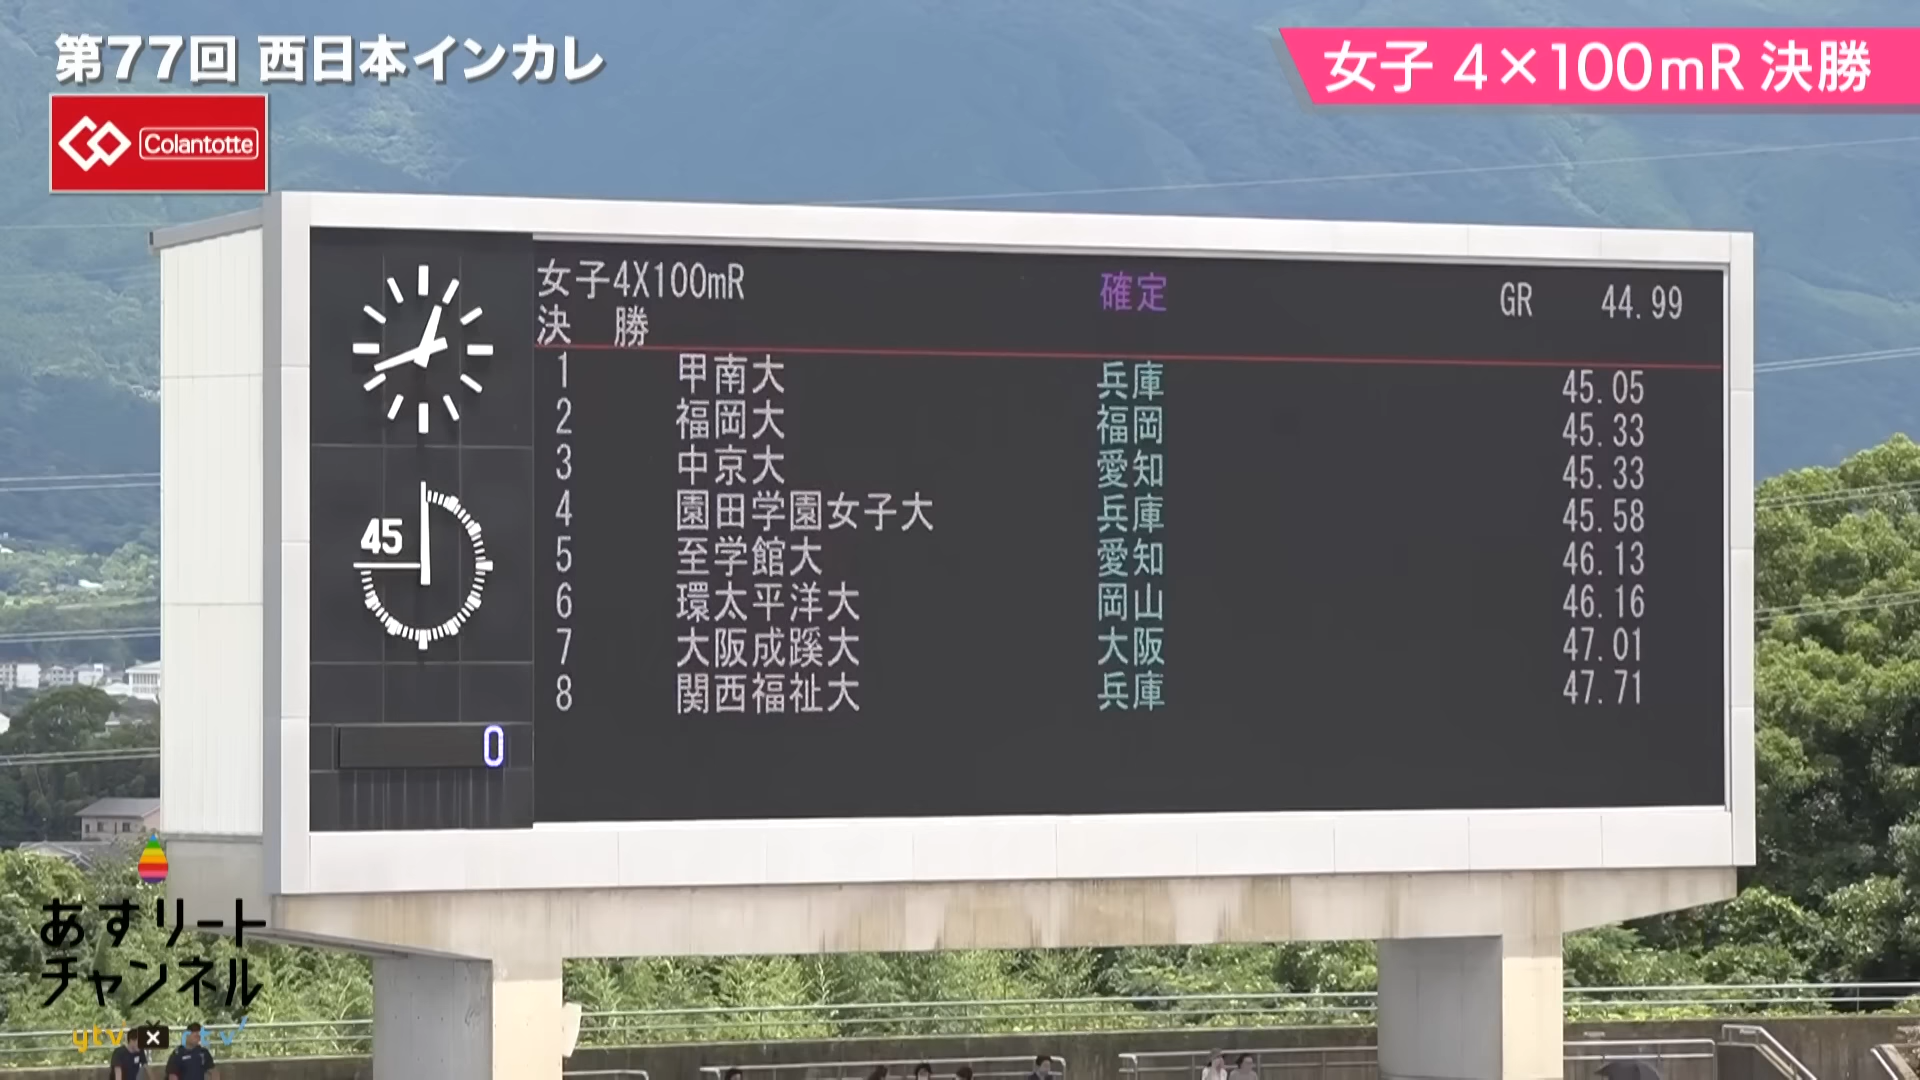 第77回 西日本インカレ
Colantotte
女子 4×100mR 決勝
女子4X100mR 確定 GR 44.99
決 勝
1 甲南大 兵庫 45.05
2 福岡大 福岡 45.33
3 中京大 愛知 45.33
4 園田学園女子大 兵庫 45.58
5 至学館大 愛知 46.13
6 環太平洋大 岡山 46.16
7 大阪成蹊大 大阪 47.01
8 関西福祉大 兵庫 47.71
45
0
あすリート
チャンネル
ytv ×